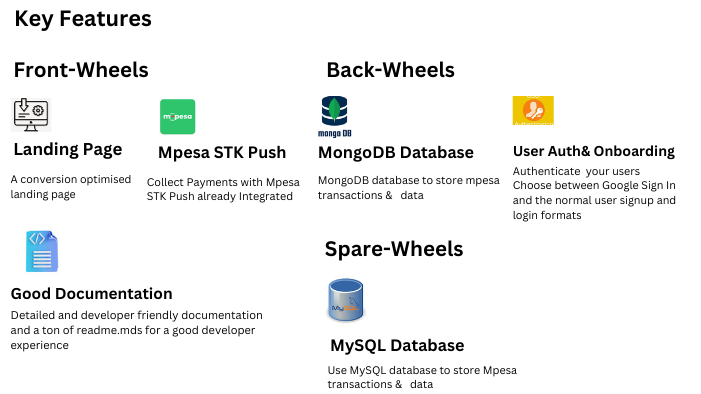 Key Features
Front-Wheels
m-pesa
Landing Page
A conversion optimised
landing page
Mpesa STK Push
Collect Payments with Mpesa
STK Push already Integrated
Good Documentation
Detailed and developer friendly documentation
and a ton of readme.mds for a good developer
experience
Back-Wheels
mongo DB
MongoDB Database
MongoDB database to store mpesa
transactions & data
User Auth& Onboarding
Authenticate your users
Choose between Google Sign In
and the normal user signup and
login formats
Spare-Wheels
MySQL Database
Use MySQL database to store Mpesa
transactions & data